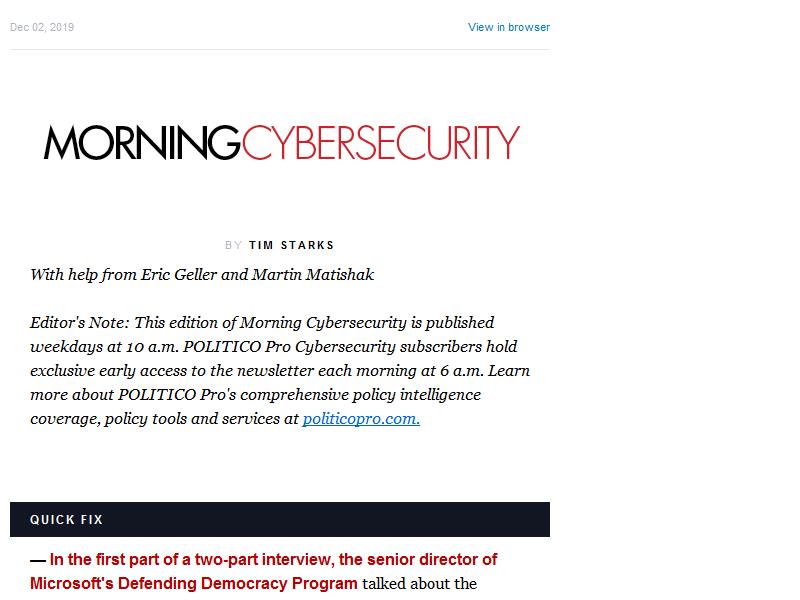 Dec 02, 2019 View in browser
MORNINGCYBERSECURITY
BY TIM STARKS
With help from Eric Geller and Martin Matishak
Editor's Note: This edition of Morning Cybersecurity is published
weekdays at 10 a.m. POLITICO Pro Cybersecurity subscribers hold
exclusive early access to the newsletter each morning at 6 a.m. Learn
more about POLITICO Pro's comprehensive policy intelligence
coverage, policy tools and services at politicopro.com.
QUICK FIX
— In the first part of a two-part interview, the senior director of
Microsoft's Defending Democracy Program talked about the